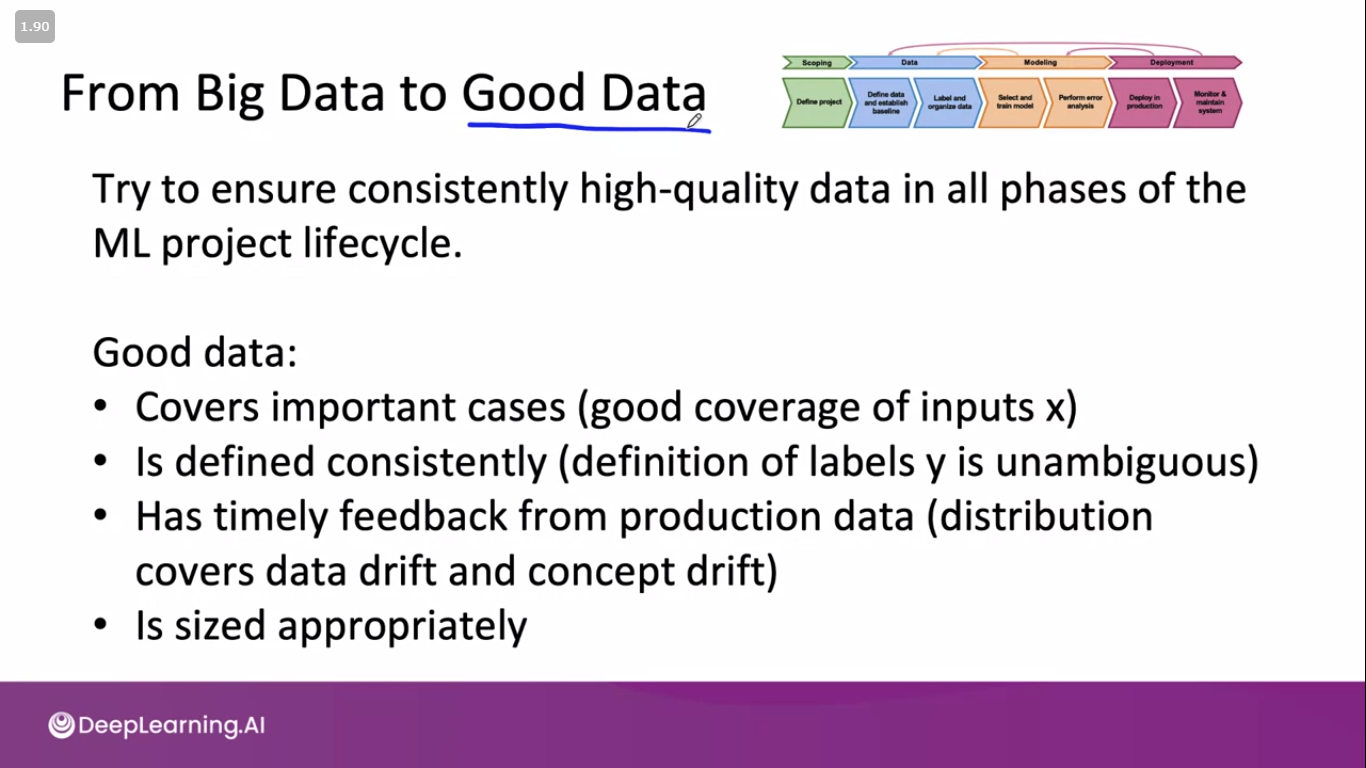 1.90
From Big Data to Good Data
Scoping Data Modeling Deployment
Define project
Define data
and establish
baseline
Label and
organize data
Select and
train model
Perform error
analysis
Deploy in
production
Monitor &
maintain
system
Try to ensure consistently high-quality data in all phases of the
ML project lifecycle.
Good data:
• Covers important cases (good coverage of inputs x)
• Is defined consistently (definition of labels y is unambiguous)
• Has timely feedback from production data (distribution
covers data drift and concept drift)
• Is sized appropriately
DeepLearning.AI